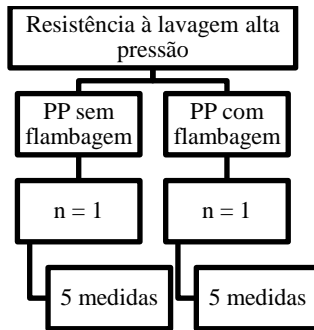 Resistência à lavagem alta
pressão
PP sem
flambagem
PP com
flambagem
n = 1
n = 1
5 medidas
5 medidas